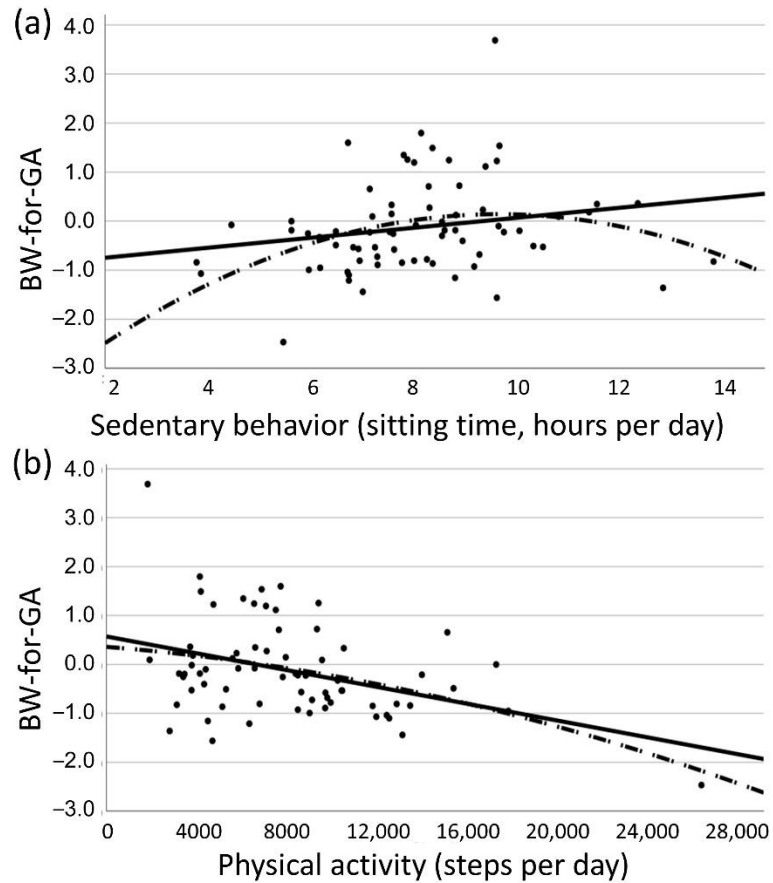 (a)
4.0
3.0
2.0
1.0
0.0
−1.0
−2.0
−3.0
BW-for-GA
2 4 6 8 10 12 14
Sedentary behavior (sitting time, hours per day)
(b)
4.0
3.0
2.0
1.0
0.0
−1.0
−2.0
−3.0
BW-for-GA
0 4000 8000 12,000 16,000 20,000 24,000 28,000
Physical activity (steps per day)